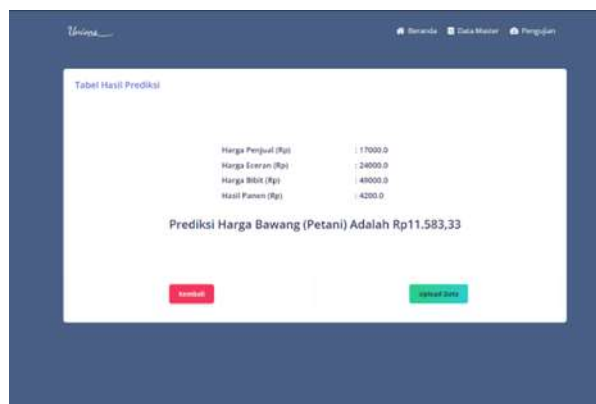 Unima
Beranda Data Master Pengujian
Tabel Hasil Prediksi
Harga Penjual (Rp) : 17000.0
Harga Eceran (Rp) : 24000.0
Harga Bibit (Rp) : 49000.0
Hasil Panen (Rp) : 4200.0
Prediksi Harga Bawang (Petani) Adalah Rp11.583,33
Kembali Upload Data